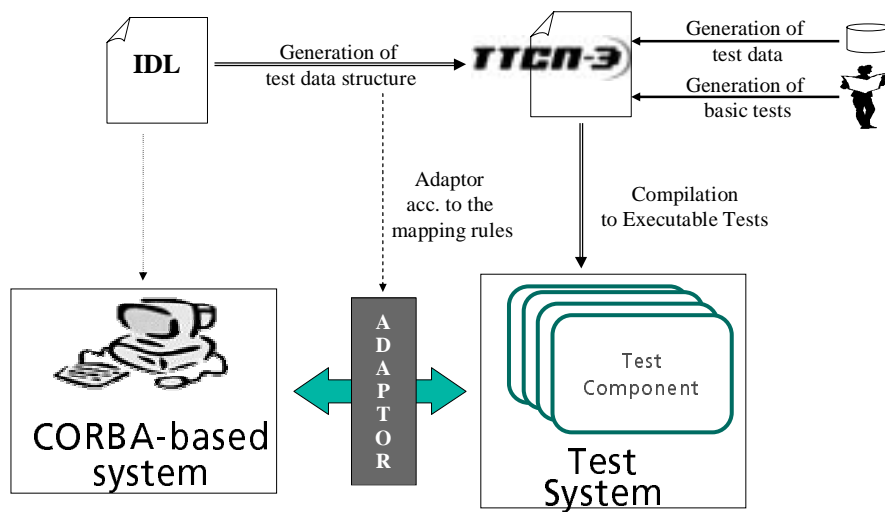 IDL
Generation of
test data structure
TTCN-3
Generation of
test data
Generation of
basic tests
Adaptor
acc. to the
mapping rules
Compilation
to Executable Tests
CORBA-based
system
ADAPTOR
Test
Component
Test
System